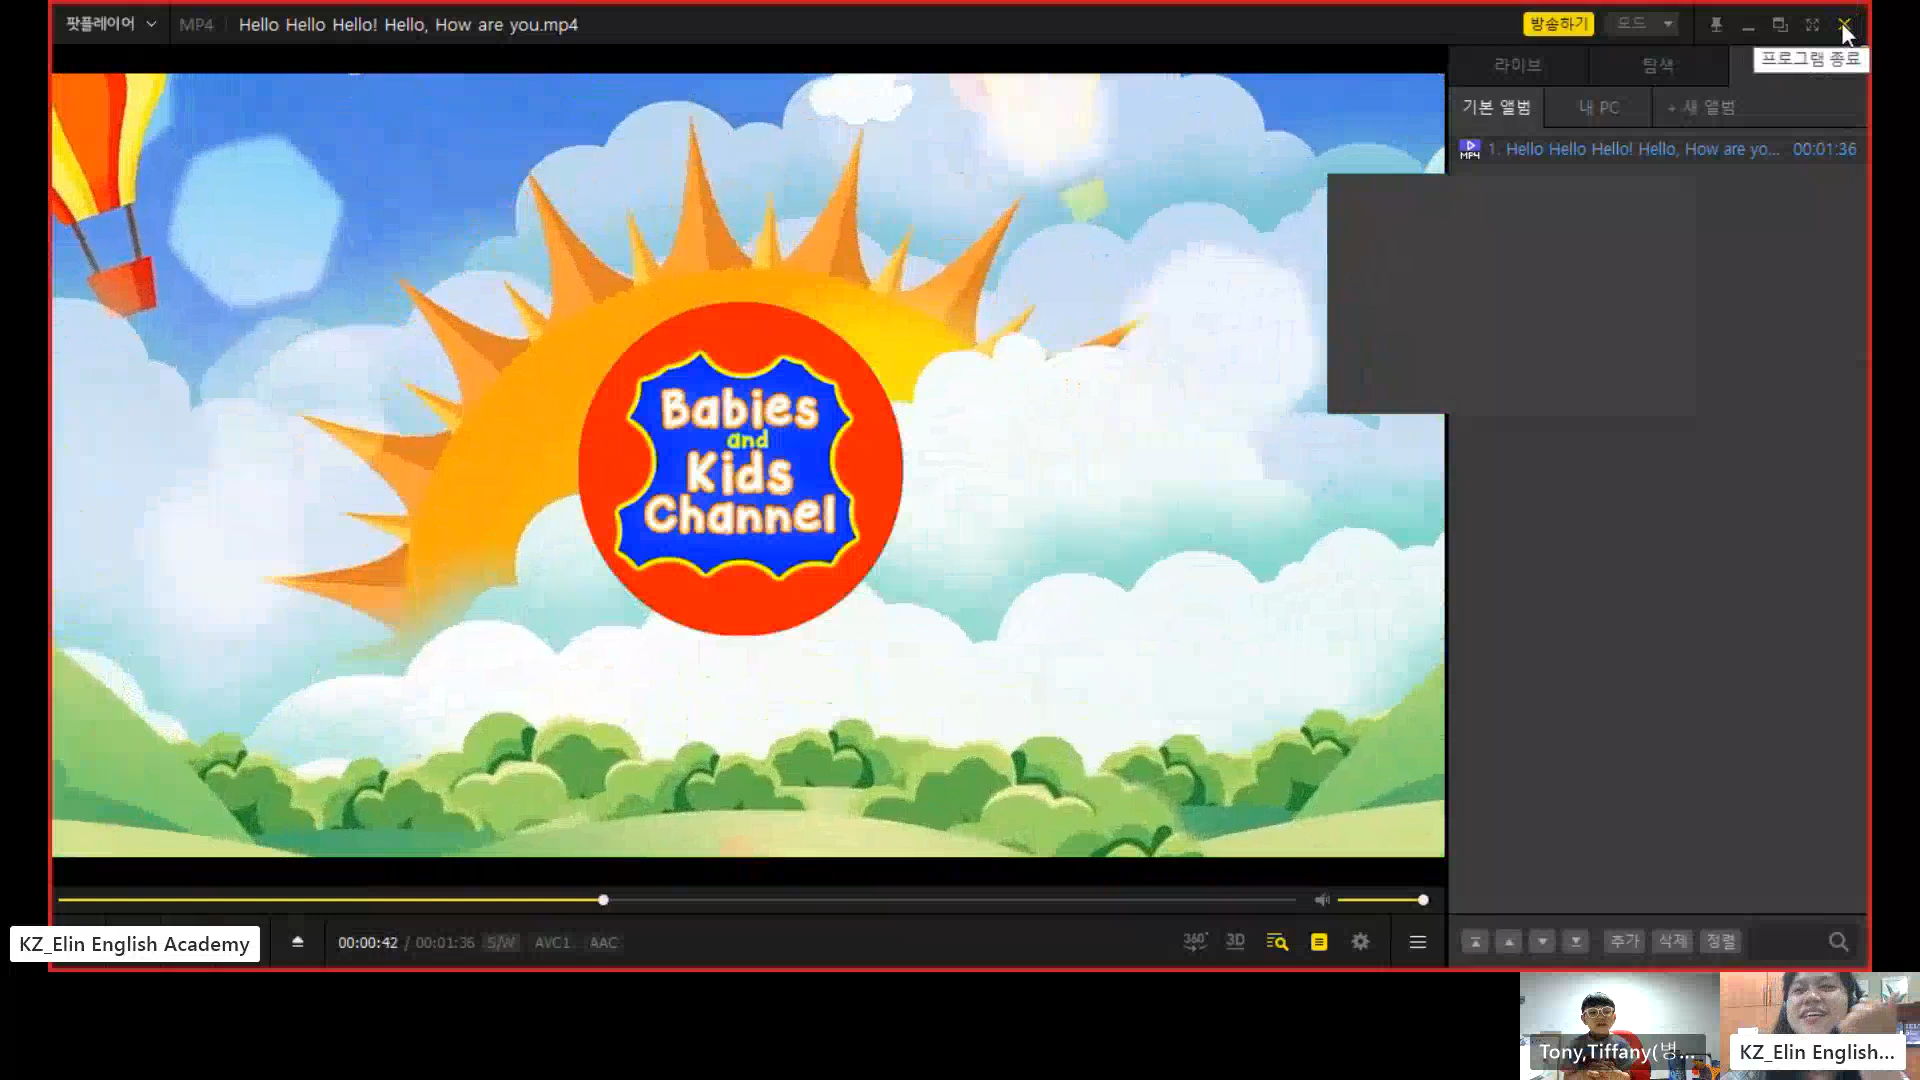 팟플레이어
MP4
Hello Hello Hello! Hello, How are you.mp4
방송하기
모드
프로그램 종료
라이브
탐색
기본 앨범
내 PC
+ 새 앨범
MP4
1. Hello Hello Hello! Hello, How are yo...
00:01:36
Babies
and
Kids
Channel
KZ_Elin English Academy
00:00:42 / 00:01:36
S/W
AVC1
AAC
360°
3D
추가
삭제
정렬
Tony,Tiffany(병...
KZ_Elin English...